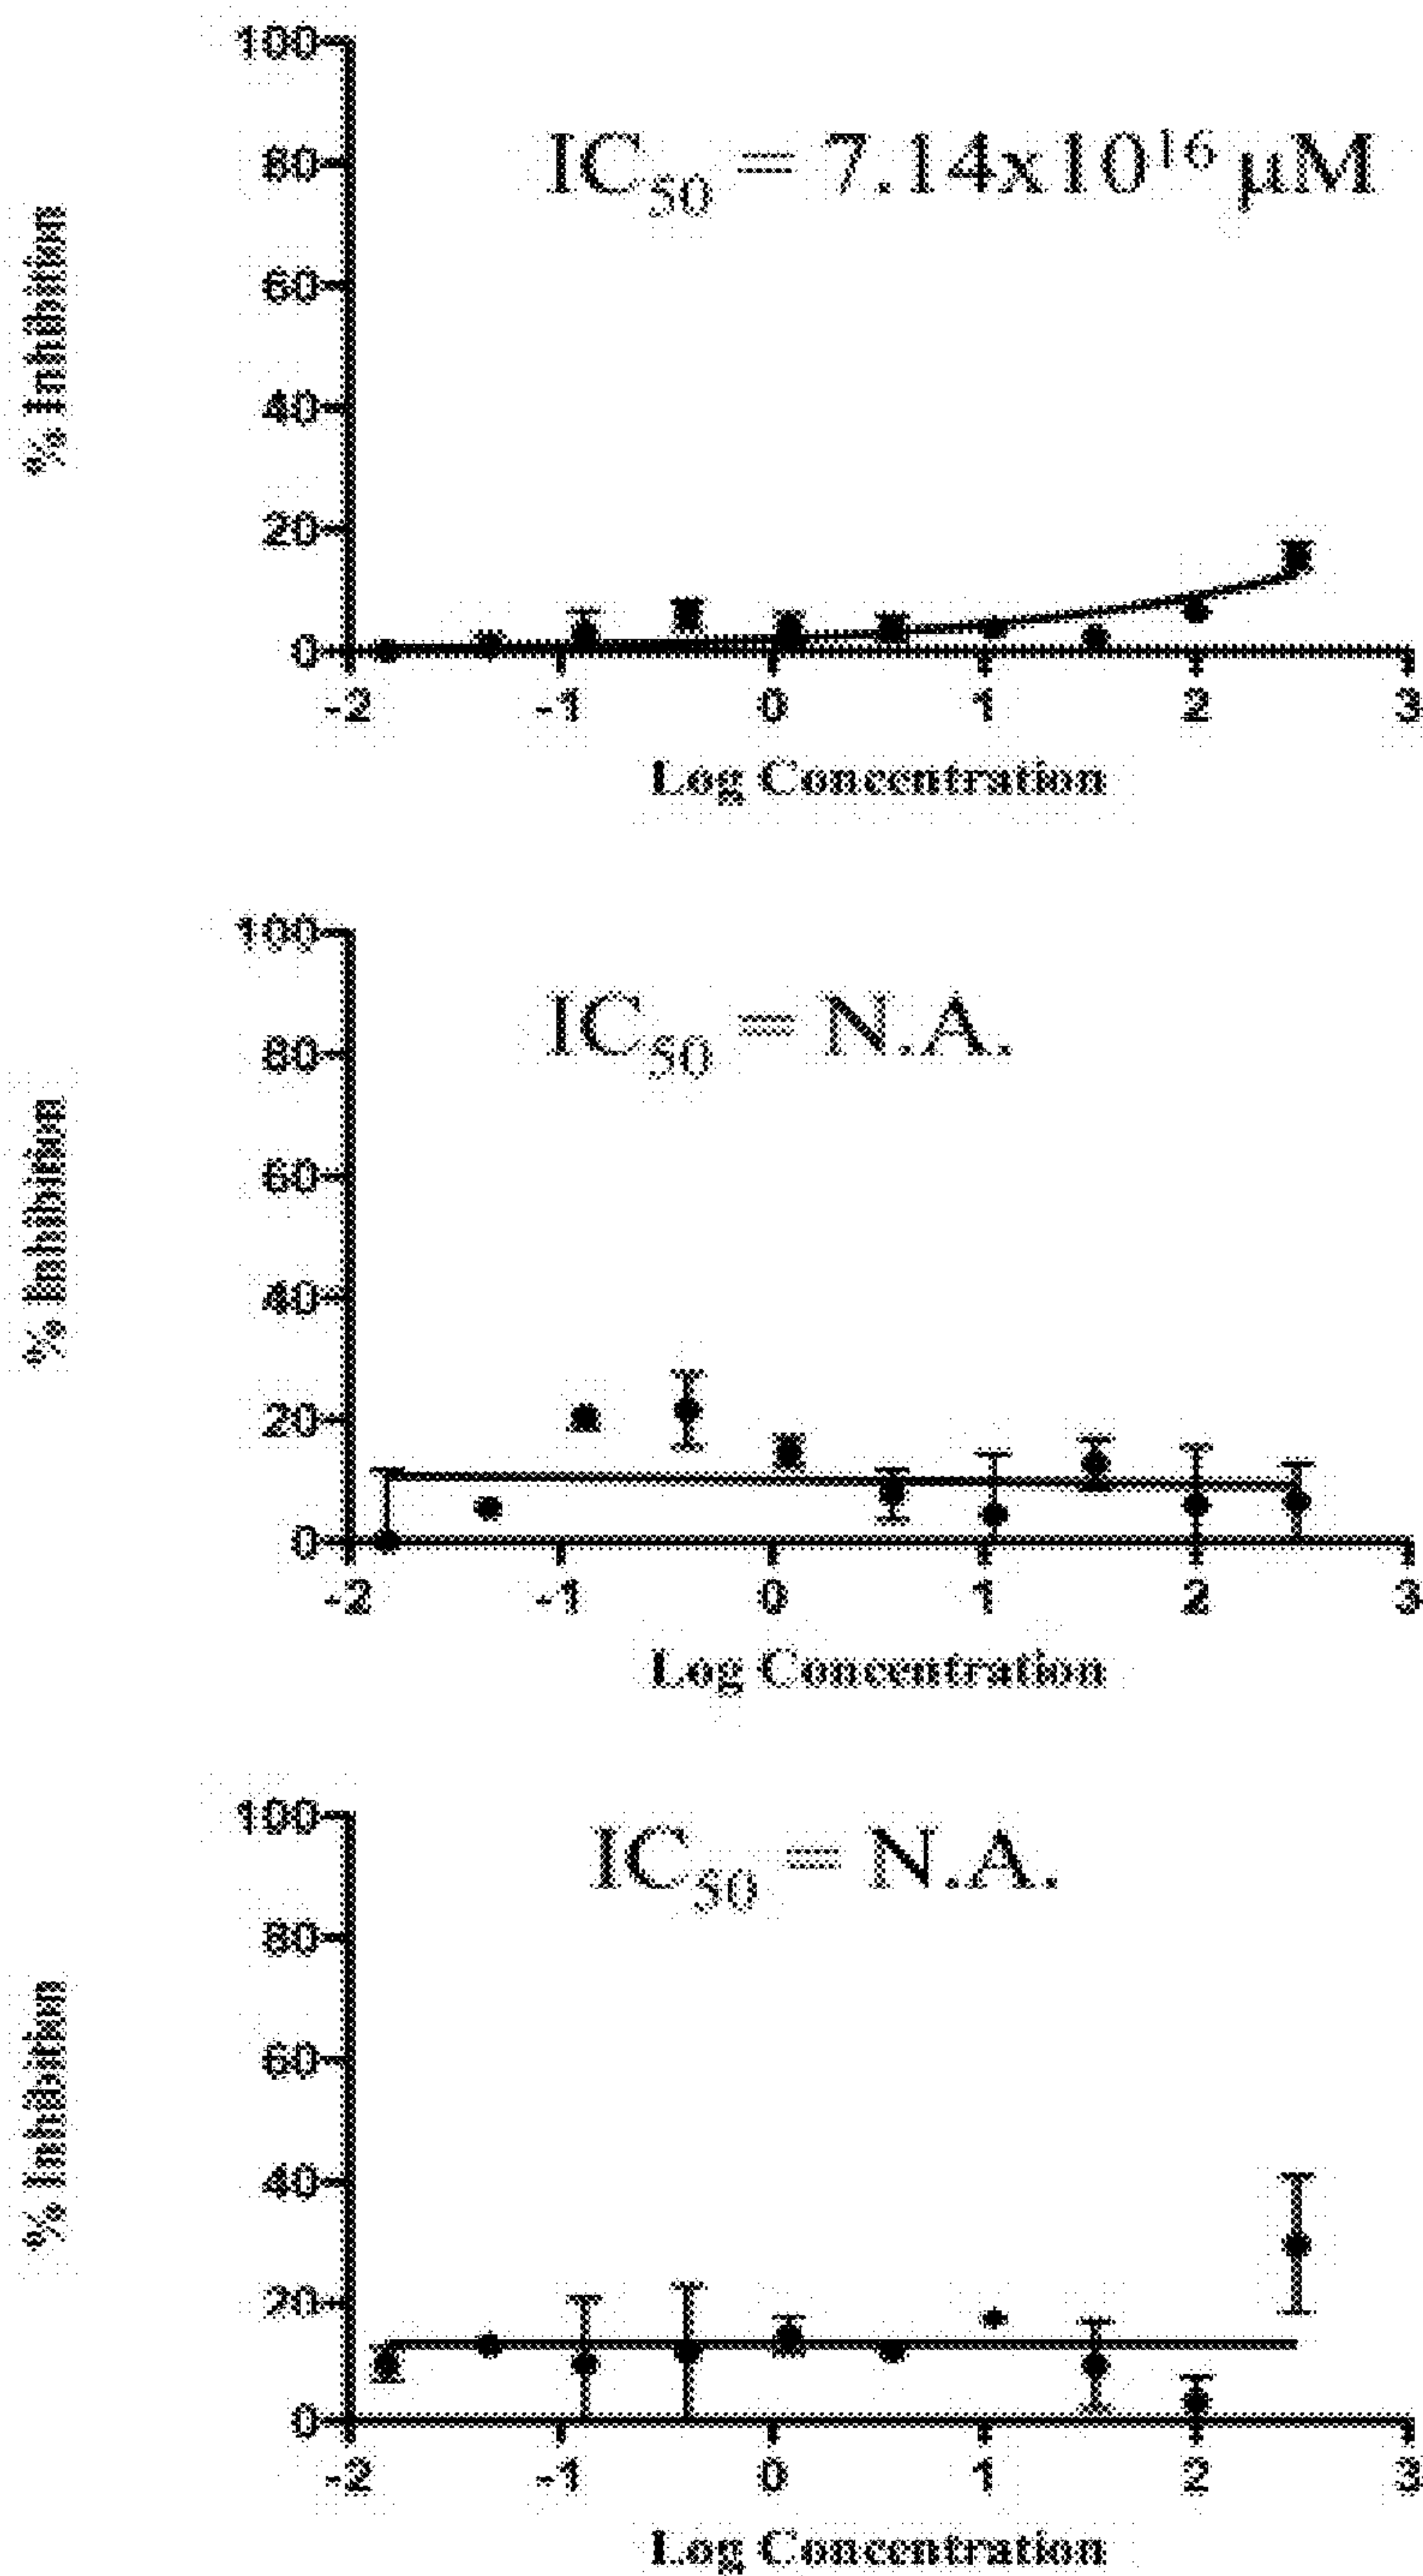 100
IC50 = 7.14x10^16 μM
80
60
% Inhibition
40
20
0
-2 -1 0 1 2 3
Log Concentration
100
IC50 = N.A.
80
60
% Inhibition
40
20
0
-2 -1 0 1 2 3
Log Concentration
100
IC50 = N.A.
80
60
% Inhibition
40
20
0
-2 -1 0 1 2 3
Log Concentration